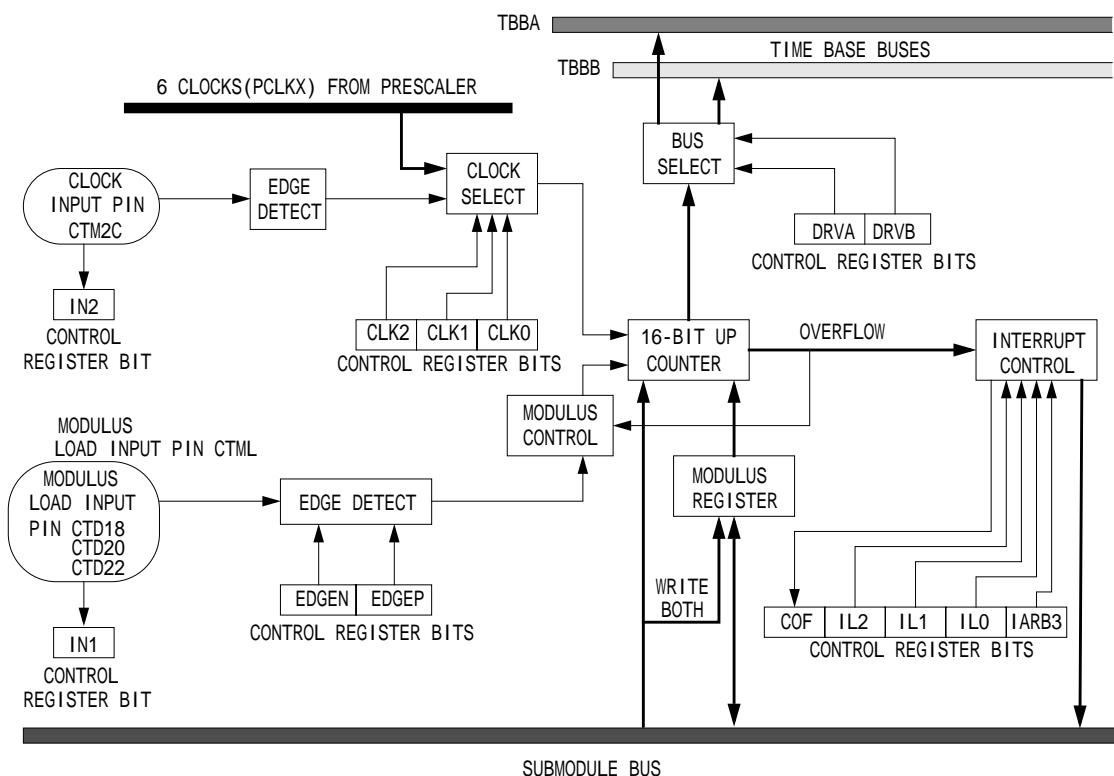 TBBA
TIME BASE BUSES
TBBB
6 CLOCKS(PCLKX) FROM PRESCALER
BUS
SELECT
CLOCK
INPUT PIN
CTM2C
EDGE
DETECT
CLOCK
SELECT
DRVA DRVB
CONTROL REGISTER BITS
IN2
CONTROL
REGISTER BIT
CLK2 CLK1 CLK0
CONTROL REGISTER BITS
16-BIT UP
COUNTER
OVERFLOW
INTERRUPT
CONTROL
MODULUS
CONTROL
MODULUS
LOAD INPUT PIN CTML
MODULUS
LOAD INPUT
PIN CTD18
CTD20
CTD22
EDGE DETECT
MODULUS
REGISTER
EDGEN EDGEP
CONTROL REGISTER BITS
WRITE
BOTH
COF IL2 IL1 IL0 IARB3
CONTROL REGISTER BITS
IN1
CONTROL
REGISTER BIT
SUBMODULE BUS